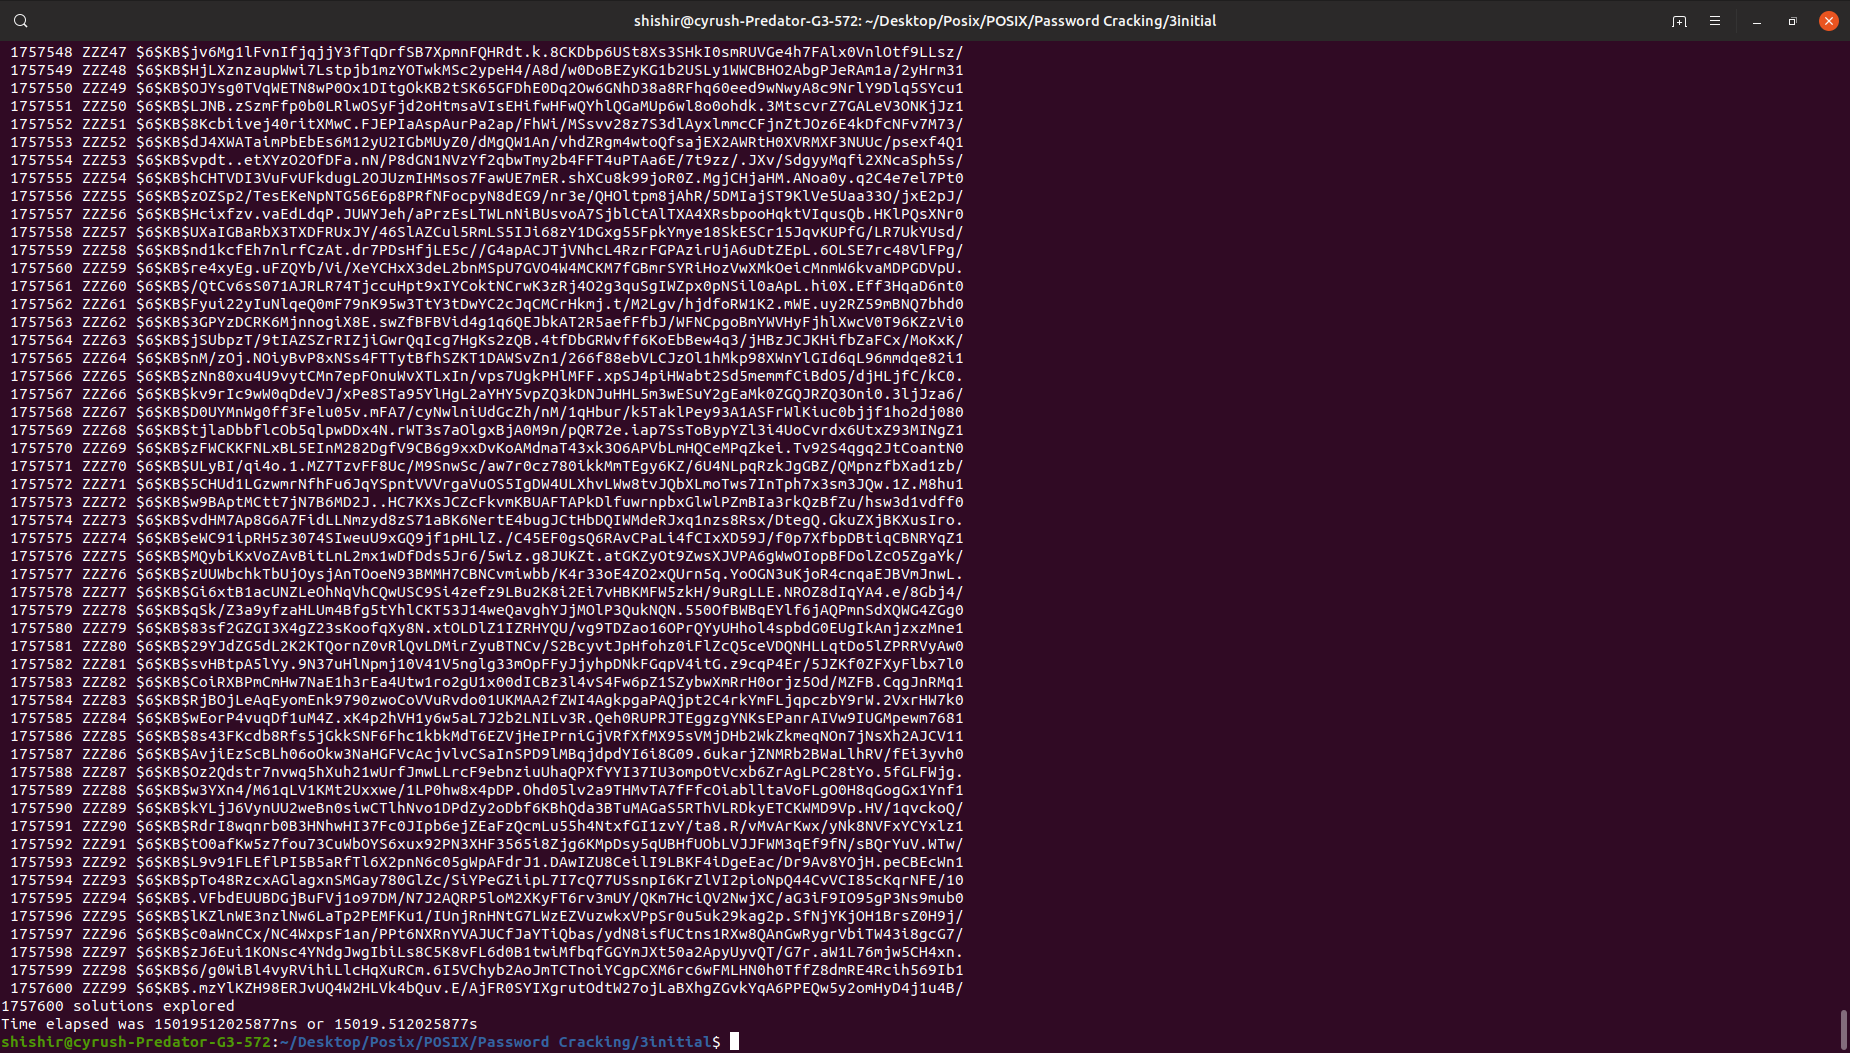 shishir@cyrush-Predator-G3-572: ~/Desktop/Posix/POSIX/Password Cracking/3initial
1757548 ZZZ47 $6$KB$jv6Mg1lFvnIfjqjjY3fTqDrfSB7XpmnFQHRdt.k.8CKDbp6USt8Xs3SHkI0smRUVGe4h7FAlx0VnlOtf9LLsz/
1757549 ZZZ48 $6$KB$HjLXznzaupWwi7Lstpjb1mzYOTwkMSc2ypeH4/A8d/w0DoBEZyKG1b2USLy1WWCBHO2AbgPJeRAm1a/2yHrm31
1757550 ZZZ49 $6$KB$OJYsg0TVqWETN8wP0Ox1DItgOkKB2tSK65GFDhE0Dq2Ow6GNhD38a8RFhq60eed9wNwyA8c9NrlY9Dlq5SYcu1
1757551 ZZZ50 $6$KB$LJNB.zSzmFfp0b0LRlwOSyFjd2oHtmsaVIsEHifwHFwQYhlQGaMUp6wl8o0ohdk.3MtscvrZ7GALeV3ONKjJz1
1757552 ZZZ51 $6$KB$8Kcbiivej40ritXMwC.FJEPIaAspAurPa2ap/FhWi/MSsvv28z7S3dlAyxlmmcCFjnZtJOz6E4kDfcNFv7M73/
1757553 ZZZ52 $6$KB$dJ4XWATaimPbEbEs6M12yU2IGbMUyZ0/dMgQW1An/vhdZRgm4wtoQfsajEX2AWRtH0XVRMXF3NUUc/psexf4Q1
1757554 ZZZ53 $6$KB$vpdt..etXYzO2OfDFa.nN/P8dGN1NVzYf2qbwTmy2b4FFT4uPTAa6E/7t9zz/.JXv/SdgyyMqfi2XNcaSph5s/
1757555 ZZZ54 $6$KB$hCHTVDI3VuFvUFkdugL2OJUzmIHMsos7FawUE7mER.shXCu8k99joR0Z.MgjCHjaHM.ANoa0y.q2C4e7el7Pt0
1757556 ZZZ55 $6$KB$zOZSp2/TesEKeNpNTG56E6p8PRfNFocpyN8dEG9/nr3e/QHOltpm8jAhR/5DMIajST9KlVe5Uaa33O/jxE2pJ/
1757557 ZZZ56 $6$KB$Hcixfzv.vaEdLdqP.JUWYJeh/aPrzEsLTWLnNiBUsvoA7SjblCtAlTXA4XRsbpooHqktVIqusQb.HKlPQsXNr0
1757558 ZZZ57 $6$KB$UXaIGBaRbX3TXDFRUxJY/46SlAZCul5RmLS5IJi68zY1DGxg55FpkYmye18SkESCr15JqvKUPfG/LR7UkYUsd/
1757559 ZZZ58 $6$KB$nd1kcfEh7nlrfCzAt.dr7PDsHfjLE5c//G4apACJTjVNhcL4RzrFGPAzirUjA6uDtZEpL.6OLSE7rc48VlFPg/
1757560 ZZZ59 $6$KB$re4xyEg.uFZQYb/Vi/XeYCHxX3deL2bnMSpU7GVO4W4MCKM7fGBmrSYRiHozVwXMkOeicMnmW6kvaMDPGDVpU.
1757561 ZZZ60 $6$KB$/QtCv6sS071AJRLR74TjccuHpt9xIYCoktNCrwK3zRj4O2g3quSgIWZpx0pNSil0aApL.hi0X.Eff3HqaD6nt0
1757562 ZZZ61 $6$KB$Fyui22yIuNlqeQ0mF79nK95w3TtY3tDwYC2cJqCMCrHkmj.t/M2Lgv/hjdfoRW1K2.mWE.uy2RZ59mBNQ7bhd0
1757563 ZZZ62 $6$KB$3GPYzDCRK6MjnnogiX8E.swZfBFBVid4g1q6QEJbkAT2R5aefFfbJ/WFNCpgoBmYWVHyFjhlXwcV0T96KZzVi0
1757564 ZZZ63 $6$KB$jSUbpzT/9tIAZSZrRIZjiGwrQqIcg7HgKs2zQB.4tfDbGRWvff6KoEbBew4q3/jHBzJCJKHifbZaFCx/MoKxK/
1757565 ZZZ64 $6$KB$nM/zOj.NOiyBvP8xNSs4FTTytBfhSZKT1DAWSvZn1/266f88ebVLCJzOl1hMkp98XWnYlGId6qL96mmdqe82i1
1757566 ZZZ65 $6$KB$zNn80xu4U9vytCMn7epFOnuWvXTLxIn/vps7UgkPHlMFF.xpSJ4piHWabt2Sd5memmfCiBdO5/djHLjfC/kC0.
1757567 ZZZ66 $6$KB$kv9rIc9wW0qDdeVJ/xPe8STa95YlHgL2aYHY5vpZQ3kDNJuHHL5m3wESuY2gEaMk0ZGQJRZQ3Oni0.3ljJza6/
1757568 ZZZ67 $6$KB$D0UYMnWg0ff3Felu05v.mFA7/cyNwlniUdGcZh/nM/1qHbur/k5TaklPey93A1ASFrWlKiuc0bjjf1ho2dj080
1757569 ZZZ68 $6$KB$tjlaDbbflcOb5qlpwDDx4N.rWT3s7aOlgxBjA0M9n/pQR72e.iap7SsToBypYZl3i4UoCvrdx6UtxZ93MINgZ1
1757570 ZZZ69 $6$KB$zFWCKKFNLxBL5EInM282DgfV9CB6g9xxDvKoAMdmaT43xk3O6APVbLmHQCeMPqZkei.Tv92S4qgq2JtCoantN0
1757571 ZZZ70 $6$KB$ULyBI/qi4o.1.MZ7TzvFF8Uc/M9SnwSc/aw7r0cz780ikkMmTEgy6KZ/6U4NLpqRzkJgGBZ/QMpnzfbXad1zb/
1757572 ZZZ71 $6$KB$5CHUd1LGzwmrNfhFu6JqYSpntVVVrgaVuOS5IgDW4ULXhvLWw8tvJQbXLmoTws7InTph7x3sm3JQw.1Z.M8hu1
1757573 ZZZ72 $6$KB$w9BAptMCtt7jN7B6MD2J..HC7KXsJCZcFkvmKBUAFTAPkDlfuwrnpbxGlwlPZmBIa3rkQzBfZu/hsw3d1vdff0
1757574 ZZZ73 $6$KB$vdHM7Ap8G6A7FidLLNmzyd8zS71aBK6NertE4bugJCtHbDQIWMdeRJxq1nzs8Rsx/DtegQ.GkuZXjBKXusIro.
1757575 ZZZ74 $6$KB$eWC91ipRH5z3074SIweuU9xGQ9jf1pHLlZ./C45EF0gsQ6RAvCPaLi4fCIxXD59J/f0p7XfbpDBtiqCBNRYqZ1
1757576 ZZZ75 $6$KB$MQybiKxVoZAvBitLnL2mx1wDfDds5Jr6/5wiz.g8JUKZt.atGKZyOt9ZwsXJVPA6gWwOIopBFDolZcO5ZgaYk/
1757577 ZZZ76 $6$KB$zUUWbchkTbUjOysjAnTOoeN93BMMH7CBNCvmiwbb/K4r33oE4ZO2xQUrn5q.YoOGN3uKjoR4cnqaEJBVmJnwL.
1757578 ZZZ77 $6$KB$Gi6xtB1acUNZLeOhNqVhCQwUSC9Si4zefz9LBu2K8i2Ei7vHBKMFW5zkH/9uRgLLE.NROZ8dIqYA4.e/8Gbj4/
1757579 ZZZ78 $6$KB$qSk/Z3a9yfzaHLUm4Bfg5tYhlCKT53J14weQavghYJjMOlP3QukNQN.550OfBWBqEYlf6jAQPmnSdXQWG4ZGg0
1757580 ZZZ79 $6$KB$83sf2GZGI3X4gZ23sKoofqXy8N.xtOLDlZ1IZRHYQU/vg9TDZao16OPrQYyUHhol4spbdG0EUgIkAnjzxzMne1
1757581 ZZZ80 $6$KB$29YJdZG5dL2K2KTQornZ0vRlQvLDMirZyuBTNCv/S2BcyvtJpHfohz0iFlZcQ5ceVDQNHLLqtDo5lZPRRVyAw0
1757582 ZZZ81 $6$KB$svHBtpA5lYy.9N37uHlNpmj10V41V5nglg33mOpFFyJjyhpDNkFGqpV4itG.z9cqP4Er/5JZKf0ZFXyFlbx7l0
1757583 ZZZ82 $6$KB$CoiRXBPmCmHw7NaE1h3rEa4Utw1ro2gU1x00dICBz3l4vS4Fw6pZ1SZybwXmRrH0orjz5Od/MZFB.CqgJnRMq1
1757584 ZZZ83 $6$KB$RjBOjLeAqEyomEnk9790zwoCoVVuRvdo01UKMAA2fZWI4AgkpgaPAQjpt2C4rkYmFLjqpczbY9rW.2VxrHW7k0
1757585 ZZZ84 $6$KB$wEorP4vuqDf1uM4Z.xK4p2hVH1y6w5aL7J2b2LNILv3R.Qeh0RUPRJTEggzgYNKsEPanrAIVw9IUGMpewm7681
1757586 ZZZ85 $6$KB$8s43FKcdb8Rfs5jGkkSNF6Fhc1kbkMdT6EZVjHeIPrniGjVRfXfMX95sVMjDHb2WkZkmeqNOn7jNsXh2AJCV11
1757587 ZZZ86 $6$KB$AvjiEzScBLh06oOkw3NaHGFVcAcjvlvCSaInSPD9lMBqjdpdYI6i8G09.6ukarjZNMRb2BWaLlhRV/fEi3yvh0
1757588 ZZZ87 $6$KB$Oz2Qdstr7nvwq5hXuh21wUrfJmwLLrcF9ebnziuUhaQPXfYYI37IU3ompOtVcxb6ZrAgLPC28tYo.5fGLFWjg.
1757589 ZZZ88 $6$KB$w3YXn4/M61qLV1KMt2Uxxwe/1LP0hw8x4pDP.Ohd05lv2a9THMvTA7fFfcOiablltaVoFLgO0H8qGogGx1Ynf1
1757590 ZZZ89 $6$KB$kYLjJ6VynUU2weBn0siwCTlhNvo1DPdZy2oDbf6KBhQda3BTuMAGaS5RThVLRDkyETCKWMD9Vp.HV/1qvckoQ/
1757591 ZZZ90 $6$KB$RdrI8wqnrb0B3HNhwHI37Fc0JIpb6ejZEaFzQcmLu55h4NtxfGI1zvY/ta8.R/vMvArKwx/yNk8NVFxYCYxlz1
1757592 ZZZ91 $6$KB$tO0afKw5z7fou73CuWbOYS6xux92PN3XHF3565i8Zjg6KMpDsy5qUBHfUObLVJJFWM3qEf9fN/sBQrYuV.WTw/
1757593 ZZZ92 $6$KB$L9v91FLEflPI5B5aRfTl6X2pnN6c05gWpAFdrJ1.DAwIZU8CeilI9LBKF4iDgeEac/Dr9Av8YOjH.peCBEcWn1
1757594 ZZZ93 $6$KB$pTo48RzcxAGlagxnSMGay780GlZc/SiYPeGZiipL7I7cQ77USsnpI6KrZlVI2pioNpQ44CvVCI85cKqrNFE/10
1757595 ZZZ94 $6$KB$.VFbdEUUBDGjBuFVj1o97DM/N7J2AQRP5loM2XKyFT6rv3mUY/QKm7HciQV2NwjXC/aG3iF9IO95gP3Ns9mub0
1757596 ZZZ95 $6$KB$lKZlnWE3nzlNw6LaTp2PEMFKu1/IUnjRnHNtG7LWzEZVuzwkxVPpSr0u5uk29kag2p.SfNjYKjOH1BrsZ0H9j/
1757597 ZZZ96 $6$KB$c0aWnCCx/NC4WxpsF1an/PPt6NXRnYVAJUCfJaYTiQbas/ydN8isfUCtns1RXw8QAnGwRygrVbiTW43i8gcG7/
1757598 ZZZ97 $6$KB$zJ6Eui1KONsc4YNdgJwgIbiLs8C5K8vFL6d0B1twiMfbqfGGYmJXt50a2ApyUyvQT/G7r.aW1L76mjw5CH4xn.
1757599 ZZZ98 $6$KB$6/g0WiBl4vyRVihiLlcHqXuRCm.6I5VChyb2AoJmTCTnoiYCgpCXM6rc6wFMLHN0h0TffZ8dmRE4Rcih569Ib1
1757600 ZZZ99 $6$KB$.mzYlKZH98ERJvUQ4W2HLVk4bQuv.E/AjFR0SYIXgrutOdtW27ojLaBXhgZGvkYqA6PPEQw5y2omHyD4j1u4B/
1757600 solutions explored
Time elapsed was 15019512025877ns or 15019.512025877s
shishir@cyrush-Predator-G3-572:~/Desktop/Posix/POSIX/Password Cracking/3initial$